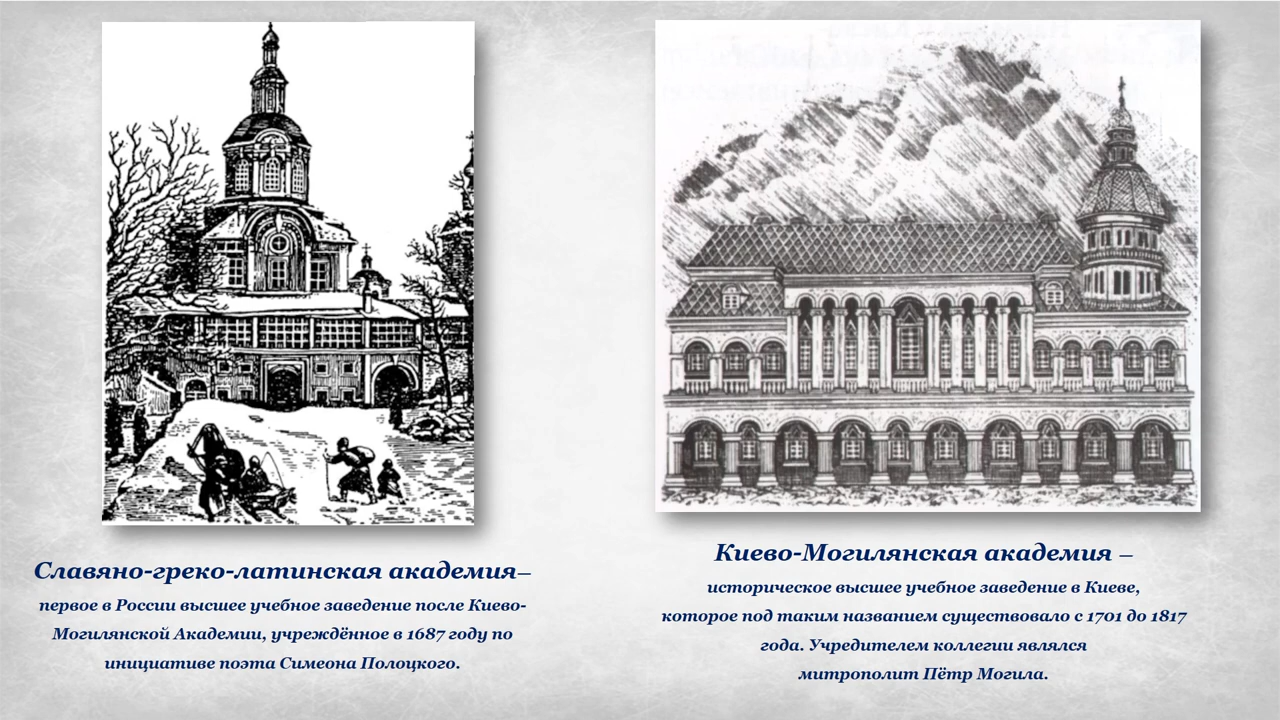 Славяно-греко-латинская академия–
первое в России высшее учебное заведение после Киево-
Могилянской Академии, учреждённое в 1687 году по
инициативе поэта Симеона Полоцкого.
Киево-Могилянская академия –
историческое высшее учебное заведение в Киеве,
которое под таким названием существовало с 1701 до 1817
года. Учредителем коллегии являлся
митрополит Пётр Могила.